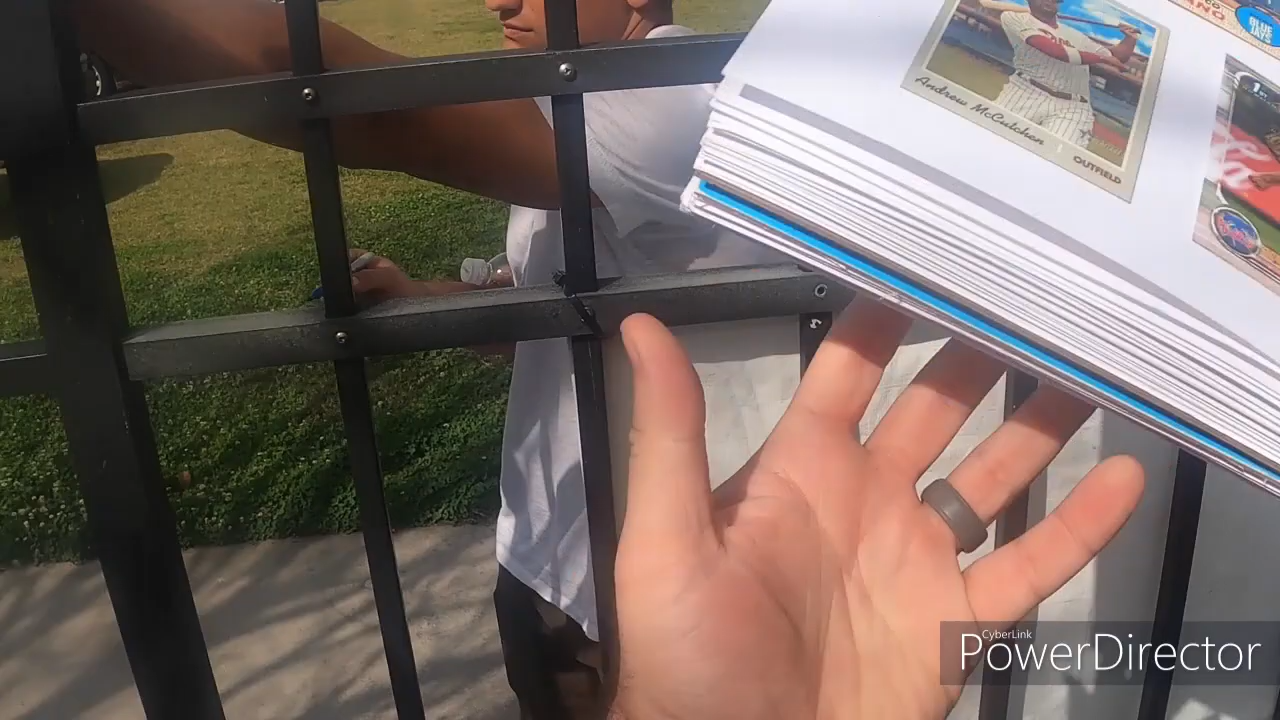 BLUE
JAYS
Andrew McCutchen
OUTFIELD
CyberLink
PowerDirector